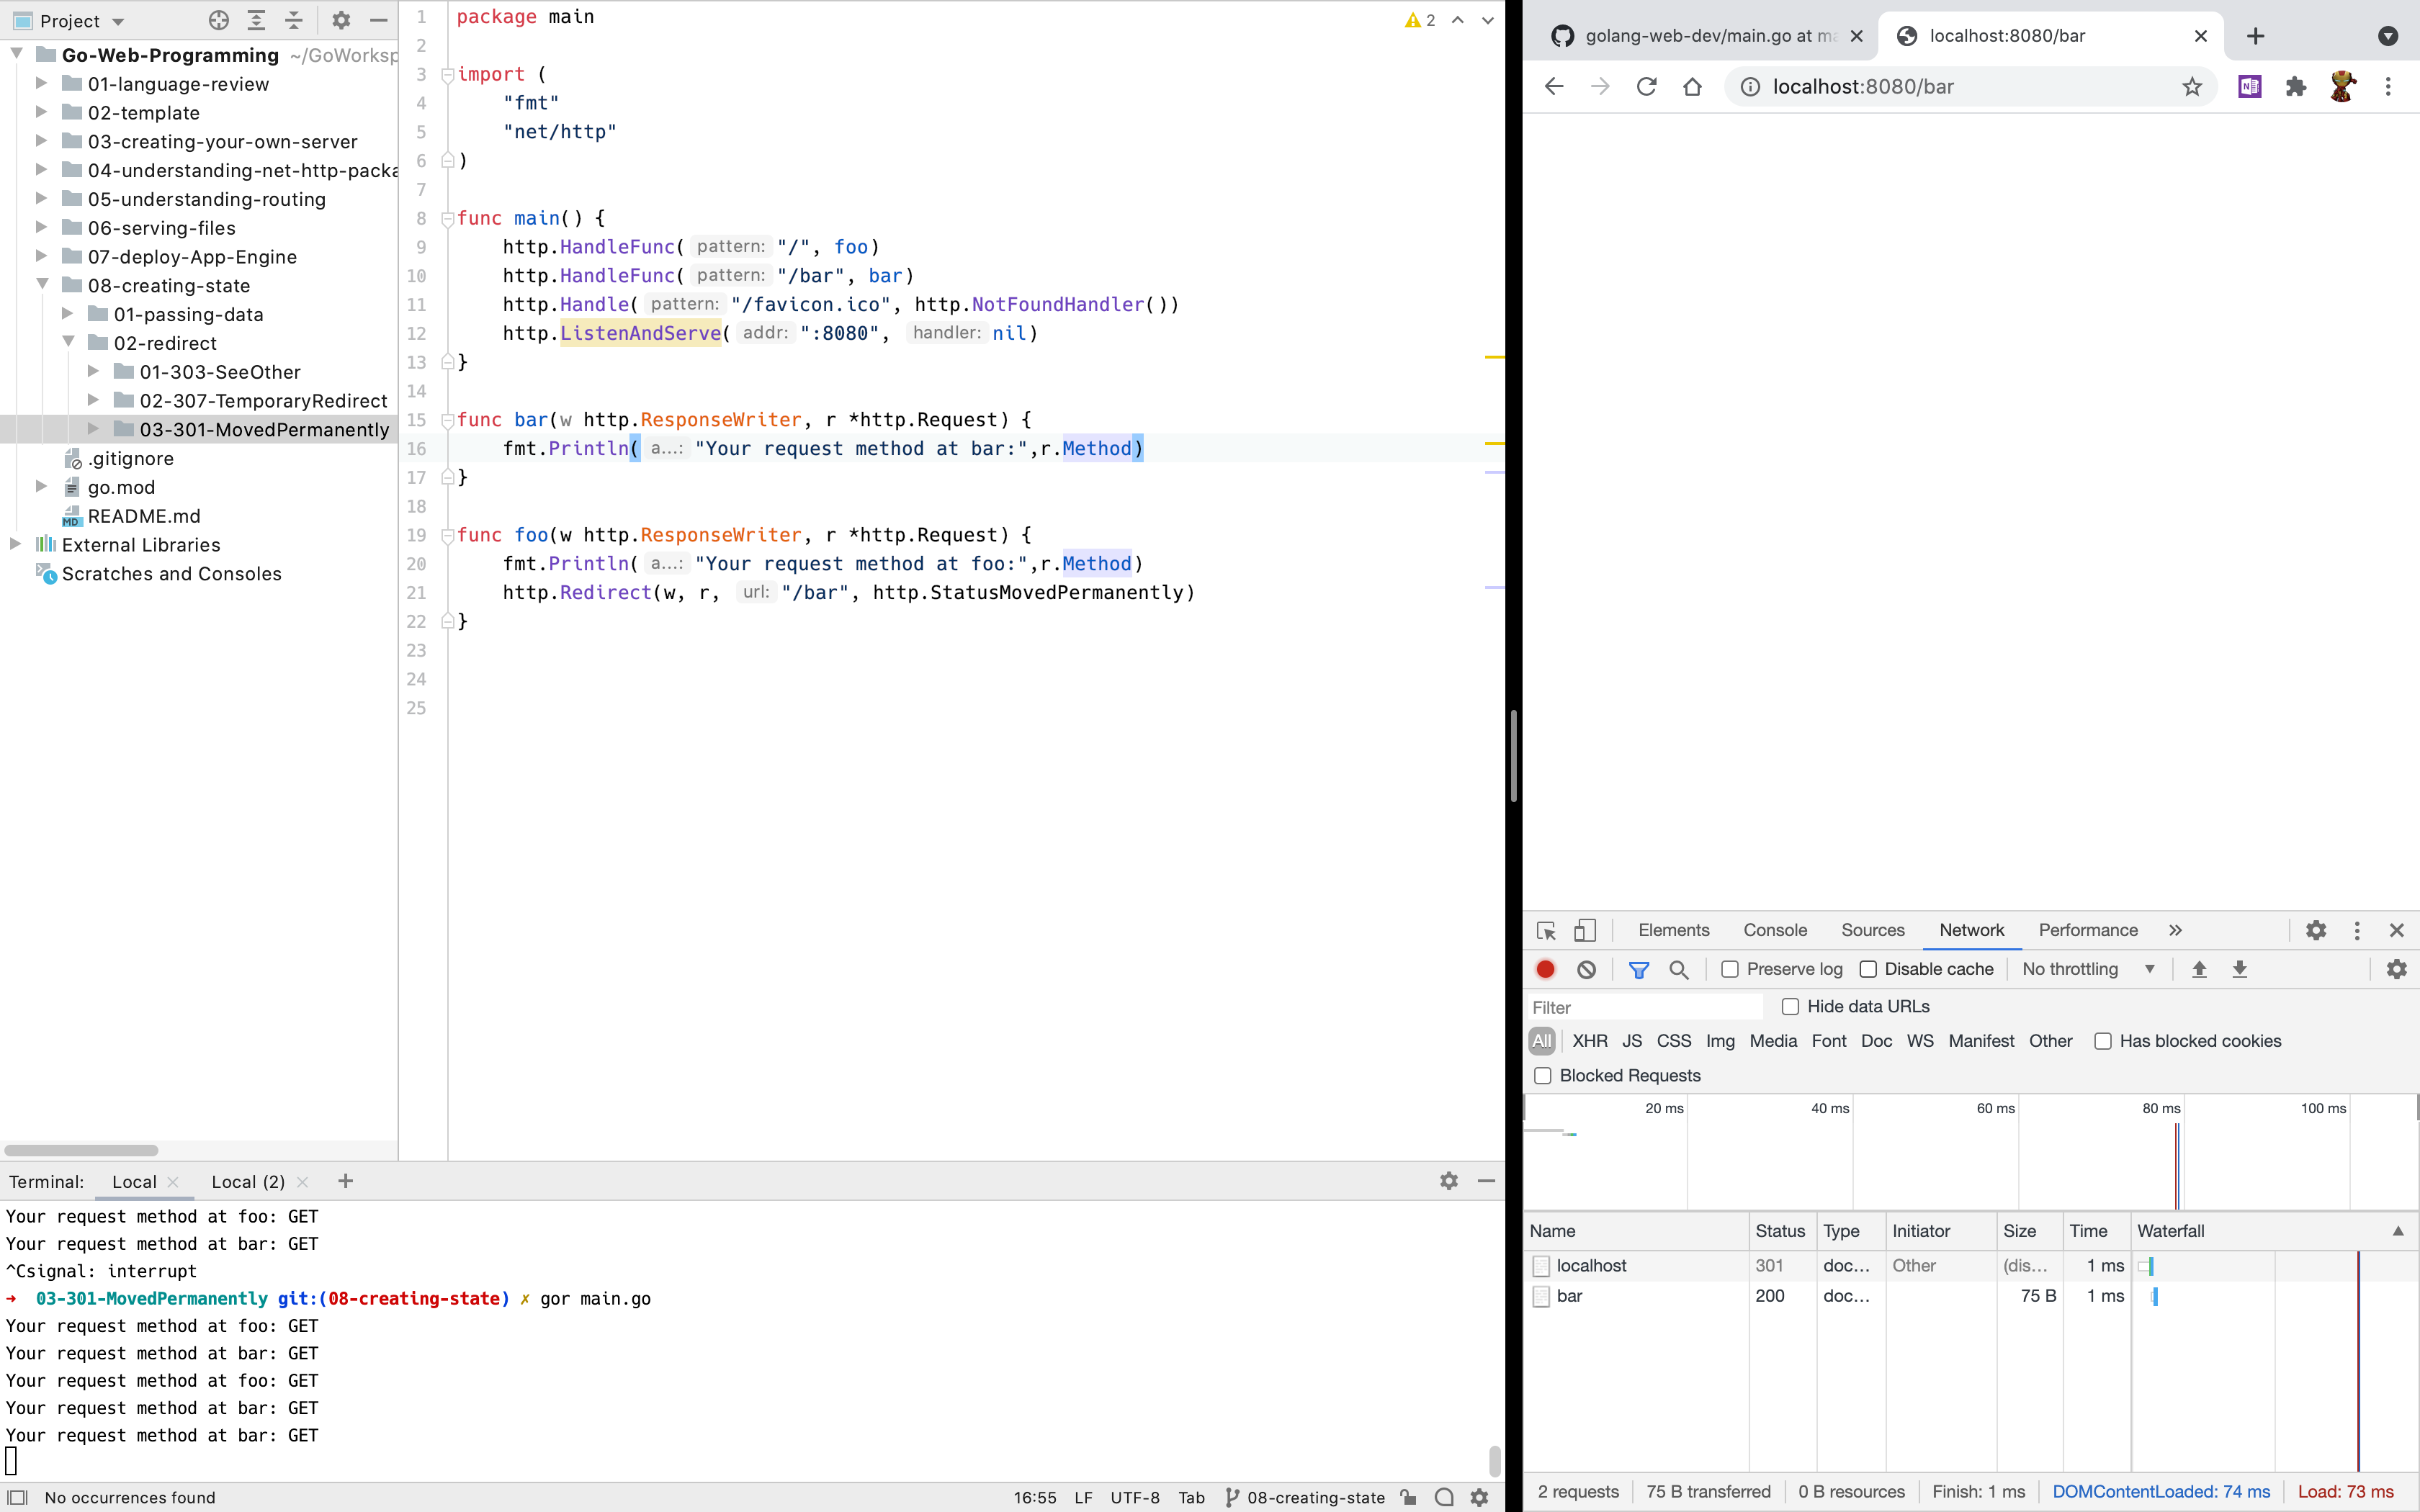 Project
Go-Web-Programming ~/GoWorksp
01-language-review
02-template
03-creating-your-own-server
04-understanding-net-http-packa
05-understanding-routing
06-serving-files
07-deploy-App-Engine
08-creating-state
01-passing-data
02-redirect
01-303-SeeOther
02-307-TemporaryRedirect
03-301-MovedPermanently
.gitignore
go.mod
MD README.md
External Libraries
Scratches and Consoles
2
1 package main
2
3 import (
4 "fmt"
5 "net/http"
6 )
7
8 func main() {
9 http.HandleFunc( pattern: "/", foo)
10 http.HandleFunc( pattern: "/bar", bar)
11 http.Handle( pattern: "/favicon.ico", http.NotFoundHandler())
12 http.ListenAndServe( addr: ":8080", handler: nil)
13 }
14
15 func bar(w http.ResponseWriter, r *http.Request) {
16 fmt.Println( a...: "Your request method at bar:",r.Method)
17 }
18
19 func foo(w http.ResponseWriter, r *http.Request) {
20 fmt.Println( a...: "Your request method at foo:",r.Method)
21 http.Redirect(w, r, url: "/bar", http.StatusMovedPermanently)
22 }
23
24
25
Terminal: Local Local (2)
Your request method at foo: GET
Your request method at bar: GET
^Csignal: interrupt
➜ 03-301-MovedPermanently git:(08-creating-state) ✗ gor main.go
Your request method at foo: GET
Your request method at bar: GET
Your request method at foo: GET
Your request method at bar: GET
Your request method at bar: GET
No occurrences found
16:55 LF UTF-8 Tab 08-creating-state
golang-web-dev/main.go at ma
localhost:8080/bar
localhost:8080/bar
Elements Console Sources Network Performance »
Preserve log Disable cache No throttling
Filter Hide data URLs
All XHR JS CSS Img Media Font Doc WS Manifest Other Has blocked cookies
Blocked Requests
20 ms 40 ms 60 ms 80 ms 100 ms
Name Status Type Initiator Size Time Waterfall
localhost 301 doc... Other (dis... 1 ms
bar 200 doc... 75 B 1 ms
2 requests 75 B transferred 0 B resources Finish: 1 ms DOMContentLoaded: 74 ms Load: 73 ms